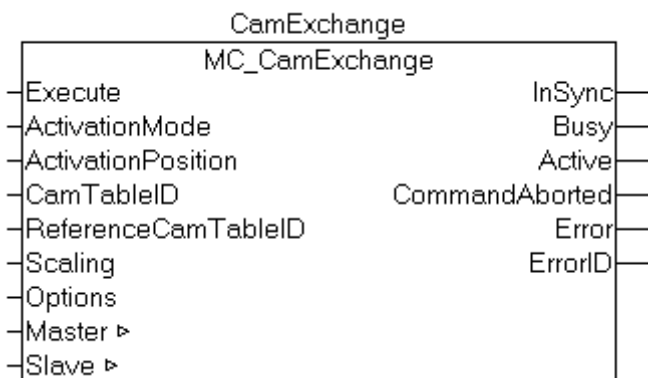 CamExchange
MC_CamExchange
Execute InSync
ActivationMode Busy
ActivationPosition Active
CamTableID CommandAborted
ReferenceCamTableID Error
Scaling ErrorID
Options
Master
Slave